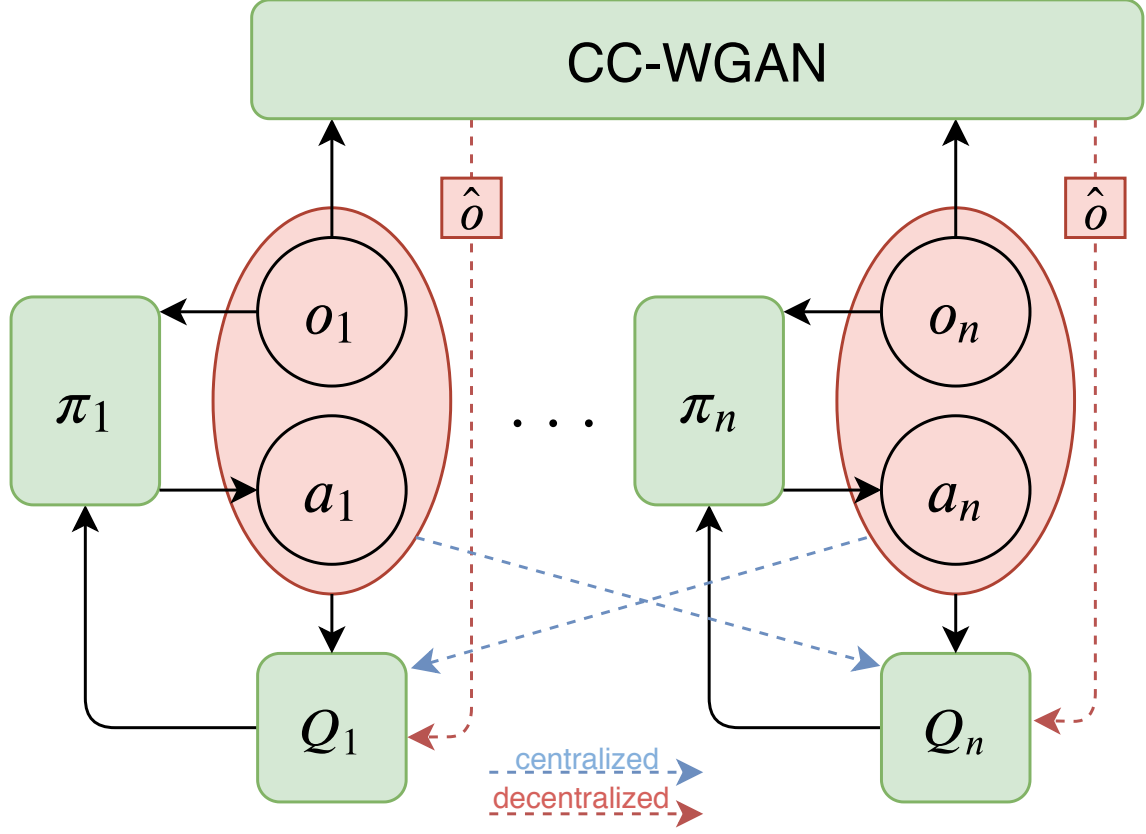 CC-WGAN
ô ô
o₁ oₙ
π₁ . . . πₙ
a₁ aₙ
Q₁ Qₙ
centralized
decentralized